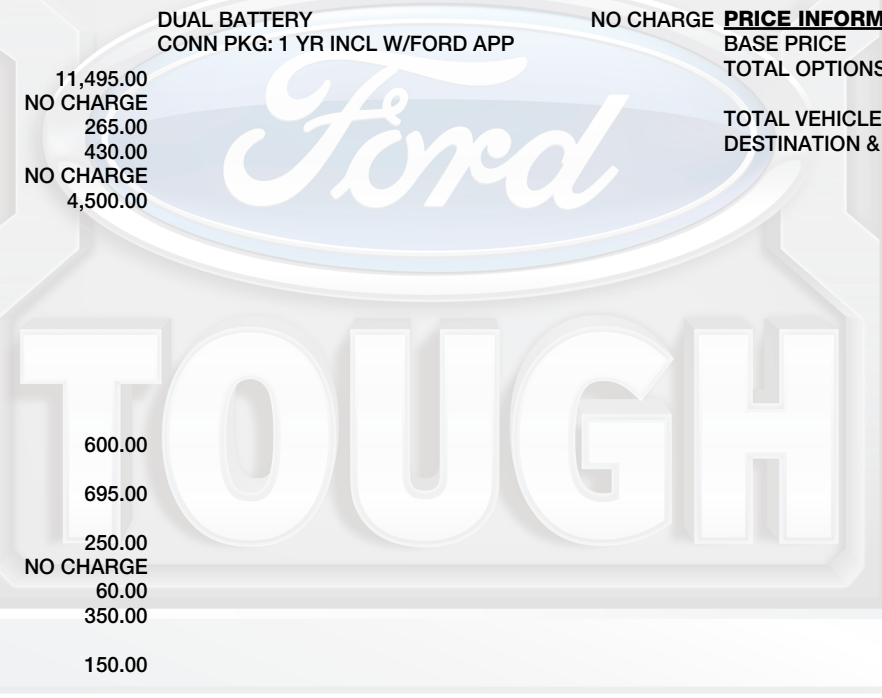 DUAL BATTERY NO CHARGE PRICE INFORM
CONN PKG: 1 YR INCL W/FORD APP BASE PRICE
11,495.00 TOTAL OPTIONS
NO CHARGE
265.00 TOTAL VEHICLE
430.00 DESTINATION &
NO CHARGE
4,500.00
Ford
TOUGH
600.00
695.00
250.00
NO CHARGE
60.00
350.00
150.00